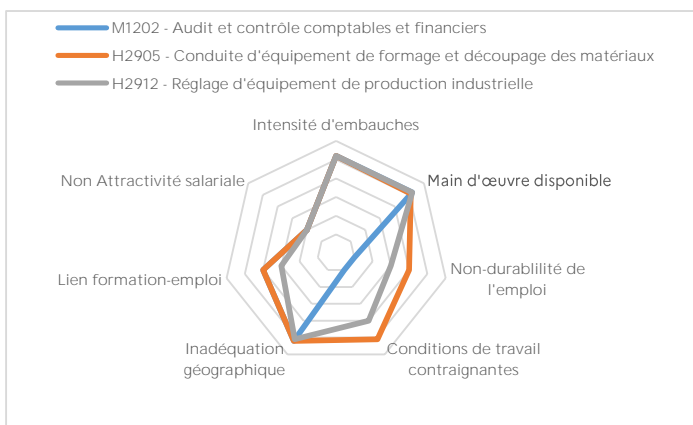 M1202 - Audit et contrôle comptables et financiers
H2905 - Conduite d'équipement de formage et découpage des matériaux
H2912 - Réglage d'équipement de production industrielle
Intensité d'embauches
Non Attractivité salariale
Main d'œuvre disponible
Lien formation-emploi
Non-durablilité de
l'emploi
Inadéquation
géographique
Conditions de travail
contraignantes